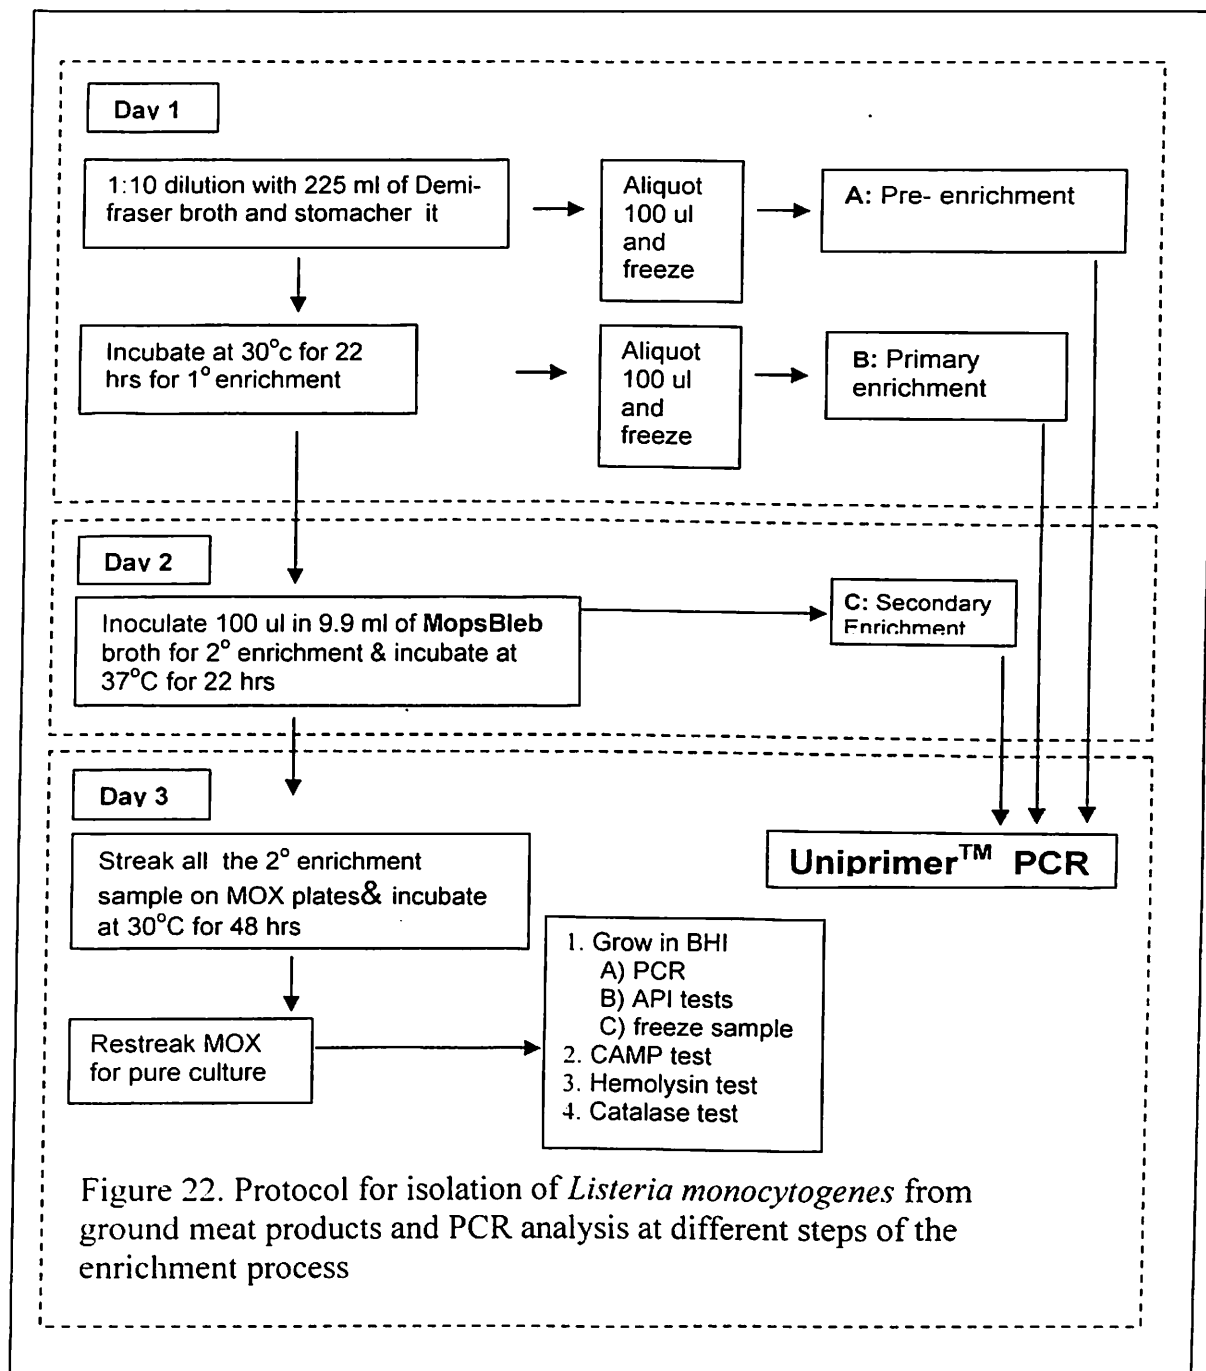 Day 1
1:10 dilution with 225 ml of Demi-
fraser broth and stomacher it
Aliquot
100 ul
and
freeze
A: Pre- enrichment
Incubate at 30°c for 22
hrs for 1° enrichment
Aliquot
100 ul
and
freeze
B: Primary
enrichment
Day 2
Inoculate 100 ul in 9.9 ml of MopsBleb
broth for 2° enrichment & incubate at
37°C for 22 hrs
C: Secondary
Enrichment
Day 3
Streak all the 2° enrichment
sample on MOX plates& incubate
at 30°C for 48 hrs
Uniprimer™ PCR
Restreak MOX
for pure culture
1. Grow in BHI
A) PCR
B) API tests
C) freeze sample
2. CAMP test
3. Hemolysin test
4. Catalase test
Figure 22. Protocol for isolation of Listeria monocytogenes from
ground meat products and PCR analysis at different steps of the
enrichment process